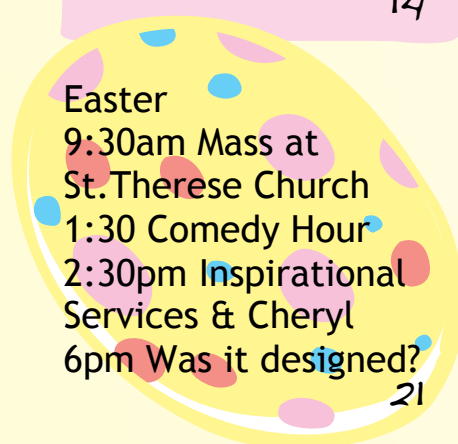 14
Easter
9:30am Mass at
St.Therese Church
1:30 Comedy Hour
2:30pm Inspirational
Services & Cheryl
6pm Was it designed?
21